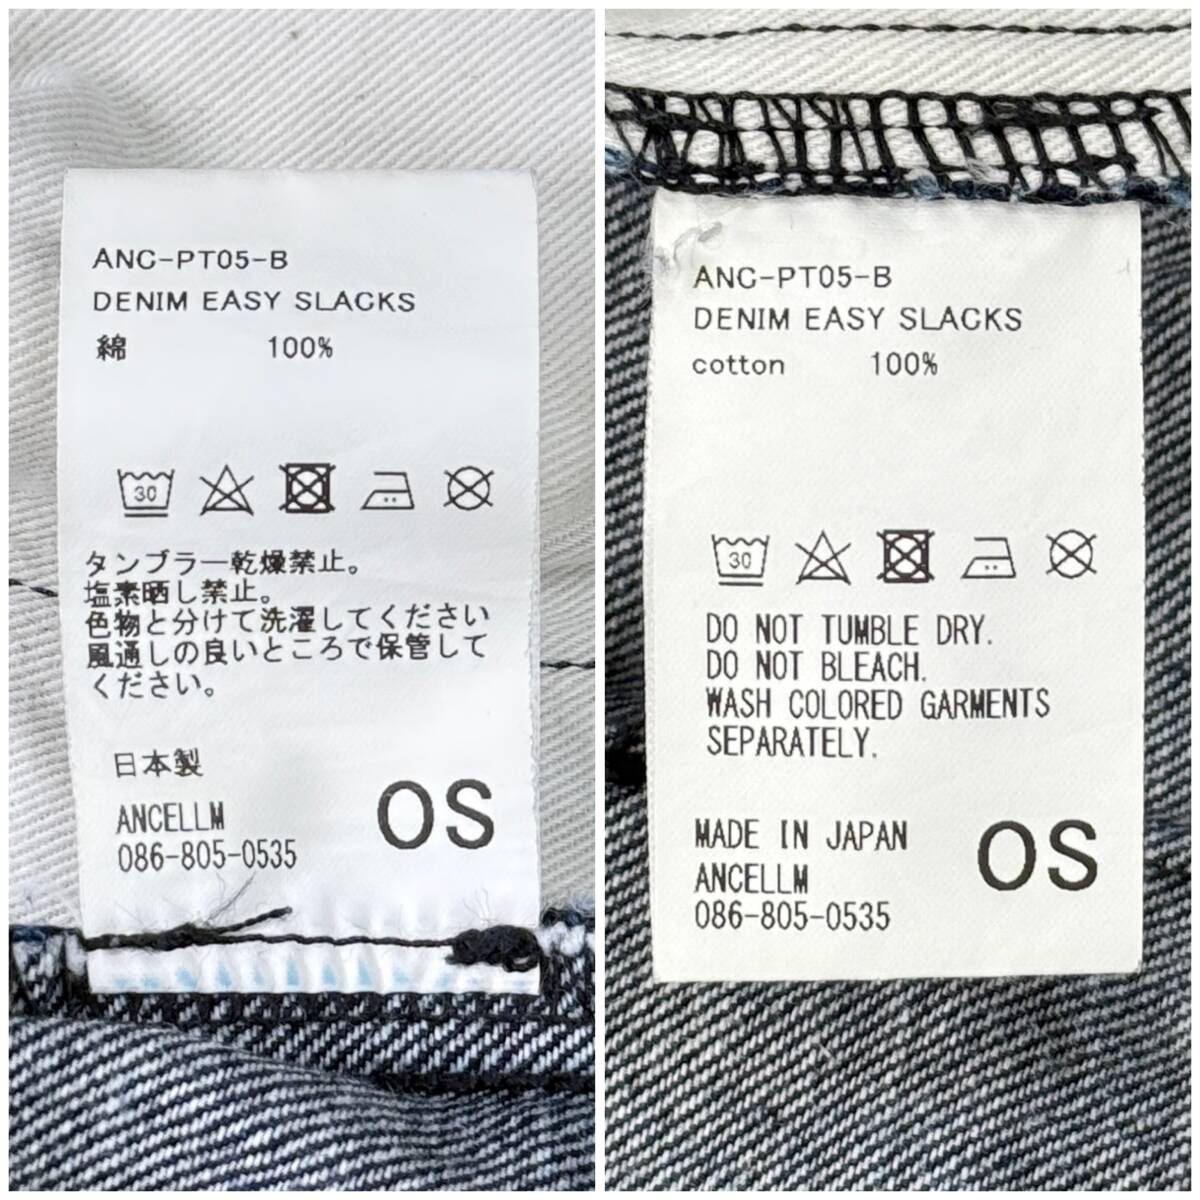 ANC-PT05-B
DENIM EASY SLACKS
綿 100%
30
タンブラー乾燥禁止。
塩素晒し禁止。
色物と分けて洗濯してください
風通しの良いところで保管して
ください。
日本製
ANCELLM
086-805-0535
OS
ANC-PT05-B
DENIM EASY SLACKS
cotton 100%
30
DO NOT TUMBLE DRY.
DO NOT BLEACH.
WASH COLORED GARMENTS
SEPARATELY.
MADE IN JAPAN
ANCELLM
086-805-0535
OS